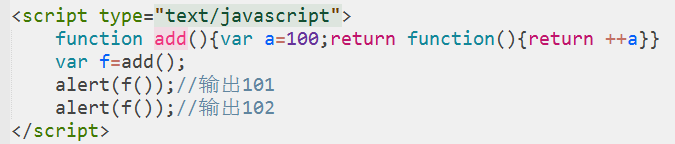 <script type="text/javascript">
function add(){var a=100;return function(){return ++a}}
var f=add();
alert(f());//输出101
alert(f());//输出102
</script>